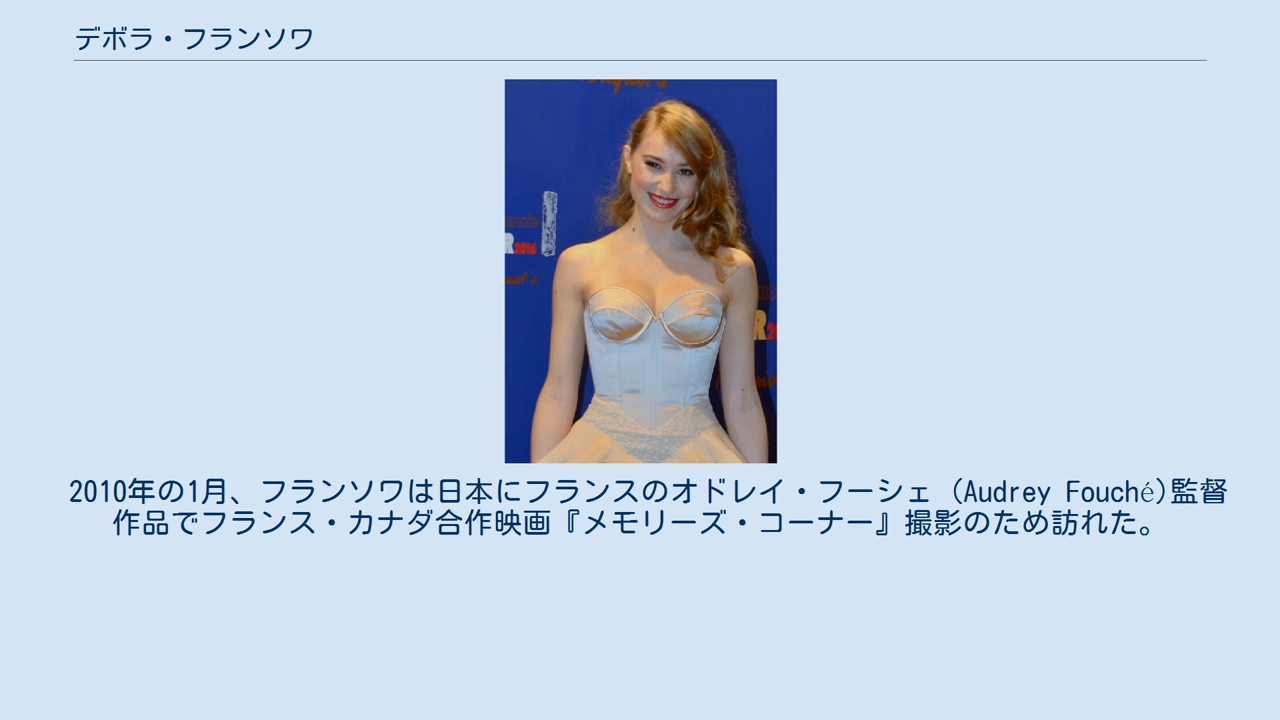 デボラ・フランソワ
monte
R2016
R
2010年の1月、フランソワは日本にフランスのオドレイ・フーシェ (Audrey Fouché)監督
作品でフランス・カナダ合作映画『メモリーズ・コーナー』撮影のため訪れた。